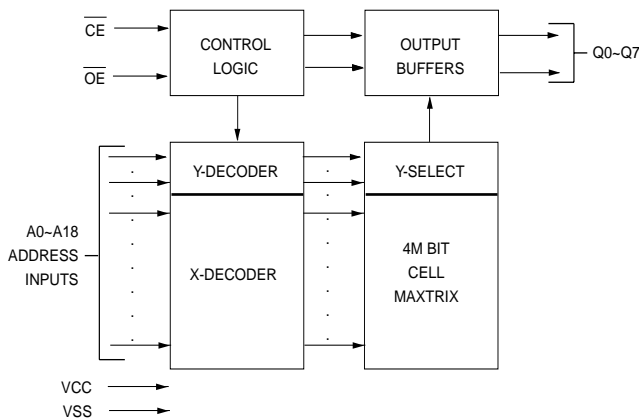 CE
OE
CONTROL
LOGIC
OUTPUT
BUFFERS
Q0~Q7
A0~A18
ADDRESS
INPUTS
Y-DECODER
X-DECODER
Y-SELECT
4M BIT
CELL
MAXTRIX
VCC
VSS